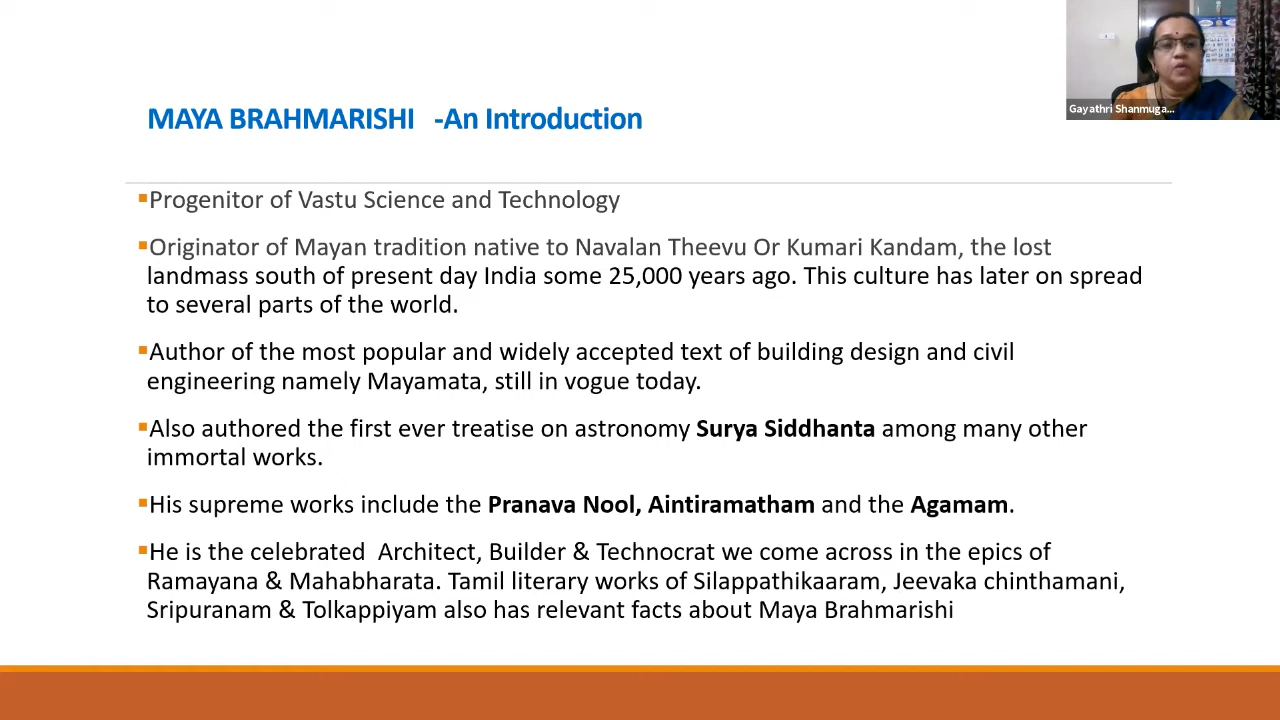 Gayathri Shanmuga...
MAYA BRAHMARISHI -An Introduction
▪Progenitor of Vastu Science and Technology
▪Originator of Mayan tradition native to Navalan Theevu Or Kumari Kandam, the lost
landmass south of present day India some 25,000 years ago. This culture has later on spread
to several parts of the world.
▪Author of the most popular and widely accepted text of building design and civil
engineering namely Mayamata, still in vogue today.
▪Also authored the first ever treatise on astronomy Surya Siddhanta among many other
immortal works.
▪His supreme works include the Pranava Nool, Aintiramatham and the Agamam.
▪He is the celebrated  Architect, Builder & Technocrat we come across in the epics of
Ramayana & Mahabharata. Tamil literary works of Silappathikaaram, Jeevaka chinthamani,
Sripuranam & Tolkappiyam also has relevant facts about Maya Brahmarishi